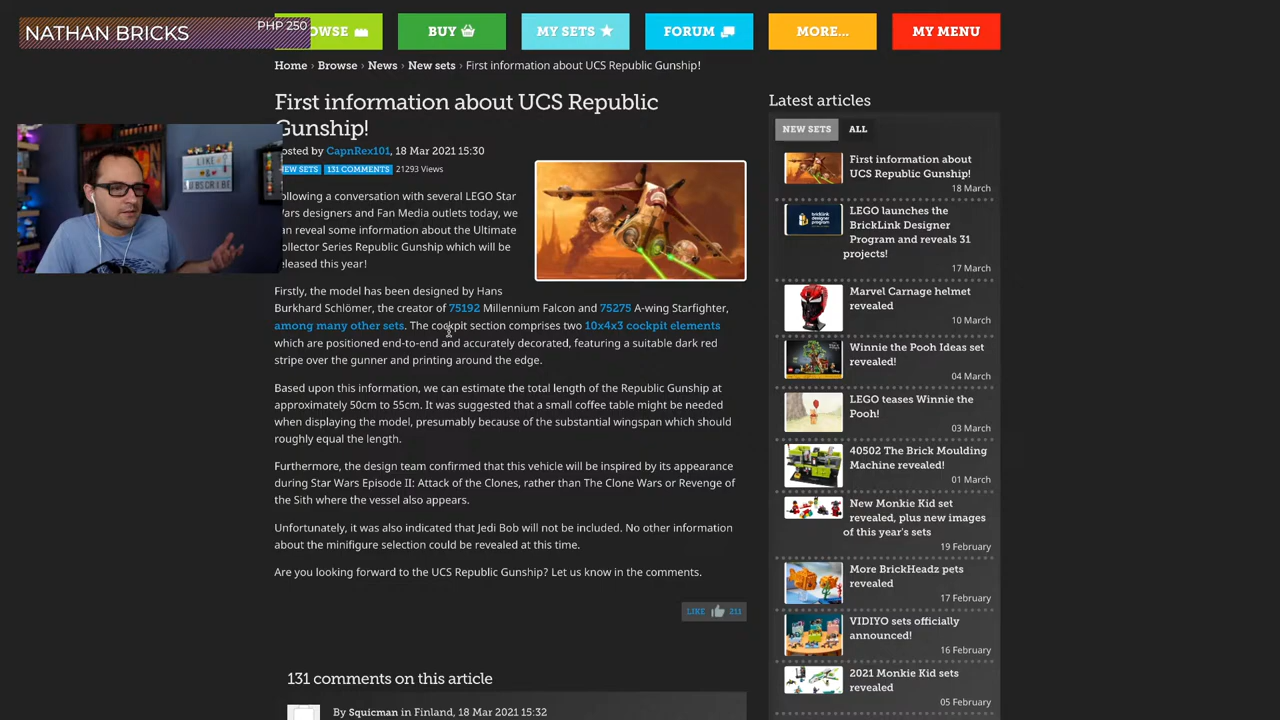 NATHAN BRICKS
PHP 250
OWSE
BUY
MY SETS
FORUM
MORE...
MY MENU
Home › Browse › News › New sets › First information about UCS Republic Gunship!
First information about UCS Republic
Gunship!
osted by CapnRex101, 18 Mar 2021 15:30
NEW SETS 131 COMMENTS 21293 Views
LIKE
&
SUBSCRIBE
ollowing a conversation with several LEGO Star
ars designers and Fan Media outlets today, we
an reveal some information about the Ultimate
ollector Series Republic Gunship which will be
eleased this year!
Firstly, the model has been designed by Hans
Burkhard Schlömer, the creator of 75192 Millennium Falcon and 75275 A-wing Starfighter,
among many other sets. The cockpit section comprises two 10x4x3 cockpit elements
which are positioned end-to-end and accurately decorated, featuring a suitable dark red
stripe over the gunner and printing around the edge.
Based upon this information, we can estimate the total length of the Republic Gunship at
approximately 50cm to 55cm. It was suggested that a small coffee table might be needed
when displaying the model, presumably because of the substantial wingspan which should
roughly equal the length.
Furthermore, the design team confirmed that this vehicle will be inspired by its appearance
during Star Wars Episode II: Attack of the Clones, rather than The Clone Wars or Revenge of
the Sith where the vessel also appears.
Unfortunately, it was also indicated that Jedi Bob will not be included. No other information
about the minifigure selection could be revealed at this time.
Are you looking forward to the UCS Republic Gunship? Let us know in the comments.
LIKE 211
131 comments on this article
By Squicman in Finland, 18 Mar 2021 15:32
Latest articles
NEW SETS ALL
First information about
UCS Republic Gunship!
18 March
LEGO launches the
BrickLink Designer
Program and reveals 31
projects!
17 March
Marvel Carnage helmet
revealed
10 March
Winnie the Pooh Ideas set
revealed!
04 March
LEGO teases Winnie the
Pooh!
03 March
40502 The Brick Moulding
Machine revealed!
01 March
New Monkie Kid set
revealed, plus new images
of this year's sets
19 February
More BrickHeadz pets
revealed
17 February
VIDIYO sets officially
announced!
16 February
2021 Monkie Kid sets
revealed
05 February